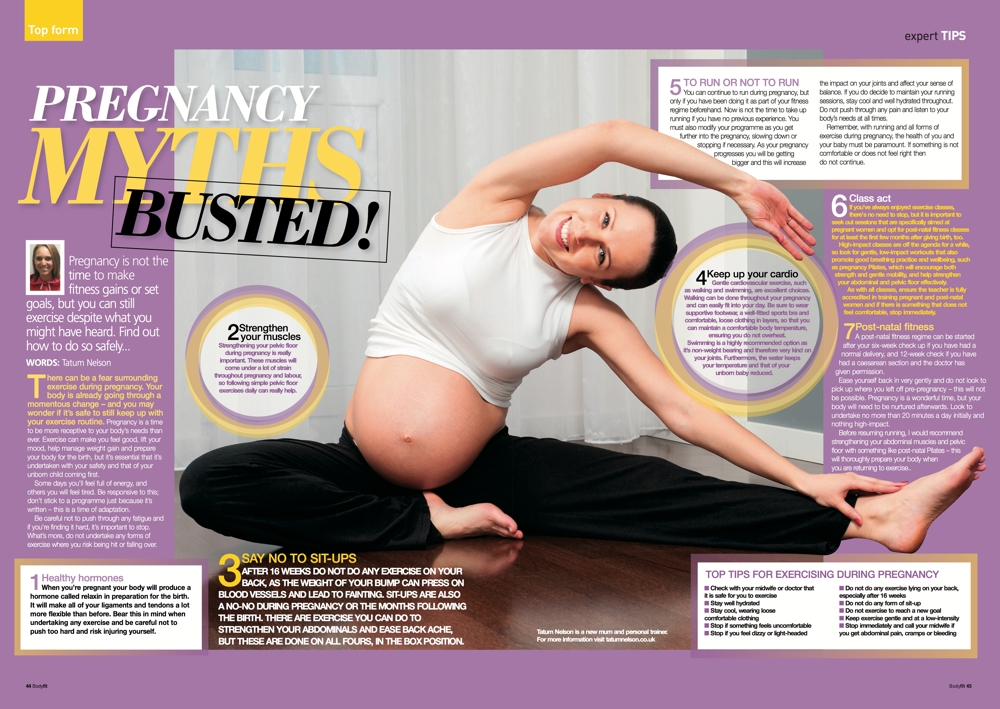 Top form
expert TIPS
PREGNANCY
MYTHS
BUSTED!
Pregnancy is not the
time to make
fitness gains or set
goals, but you can still
exercise despite what you
might have heard. Find out
how to do so safely...
WORDS: Tatum Nelson
There can be a fear surrounding
exercise during pregnancy. Your
body is already going through a
momentous change – and you may
wonder if it's safe to still keep up with
your exercise routine. Pregnancy is a time
to be more receptive to your body's needs than
ever. Exercise can make you feel good, lift your
mood, help manage weight gain and prepare
your body for the birth, but it's essential that it's
undertaken with your safety and that of your
unborn child coming first.
Some days you'll feel full of energy, and
others you will feel tired. Be responsive to this;
don't stick to a programme just because it's
written – this is a time of adaptation.
Be careful not to push through any fatigue and
if you're finding it hard, it's important to stop.
What's more, do not undertake any forms of
exercise where you risk being hit or falling over.
1 Healthy hormones
When you're pregnant your body will produce a
hormone called relaxin in preparation for the birth.
It will make all of your ligaments and tendons a lot
more flexible than before. Bear this in mind when
undertaking any exercise and be careful not to
push too hard and risk injuring yourself.
2 Strengthen
your muscles
Strengthening your pelvic floor
during pregnancy is really
important. These muscles will
come under a lot of strain
throughout pregnancy and labour,
so following simple pelvic floor
exercises daily can really help.
3 SAY NO TO SIT-UPS
AFTER 16 WEEKS DO NOT DO ANY EXERCISE ON YOUR
BACK, AS THE WEIGHT OF YOUR BUMP CAN PRESS ON
BLOOD VESSELS AND LEAD TO FAINTING. SIT-UPS ARE ALSO
A NO-NO DURING PREGNANCY OR THE MONTHS FOLLOWING
THE BIRTH. THERE ARE EXERCISE YOU CAN DO TO
STRENGTHEN YOUR ABDOMINALS AND EASE BACK ACHE,
BUT THESE ARE DONE ON ALL FOURS, IN THE BOX POSITION.
4 Keep up your cardio
Gentle cardiovascular exercise, such
as walking and swimming, are excellent choices.
Walking can be done throughout your pregnancy
and can easily fit into your day. Be sure to wear
supportive footwear, a well-fitted sports bra and
comfortable, loose clothing in layers, so that you
can maintain a comfortable body temperature,
ensuring you do not overheat.
Swimming is a highly recommended option as
it's non-weight bearing and therefore very kind on
your joints. Furthermore, the water keeps
your temperature and that of your
unborn baby reduced.
5 TO RUN OR NOT TO RUN
You can continue to run during pregnancy, but
only if you have been doing it as part of your fitness
regime beforehand. Now is not the time to take up
running if you have no previous experience. You
must also modify your programme as you get
further into the pregnancy, slowing down or
stopping if necessary. As your pregnancy
progresses you will be getting
bigger and this will increase
the impact on your joints and affect your sense of
balance. If you do decide to maintain your running
sessions, stay cool and well hydrated throughout.
Do not push through any pain and listen to your
body's needs at all times.
Remember, with running and all forms of
exercise during pregnancy, the health of you and
your baby must be paramount. If something is not
comfortable or does not feel right then
do not continue.
6 Class act
If you've always enjoyed exercise classes,
there's no need to stop, but it is important to
seek out sessions that are specifically aimed at
pregnant women and opt for post-natal fitness classes
for at least the first few months after giving birth, too.
High-impact classes are off the agenda for a while,
so look for gentle, low-impact workouts that also
promote good breathing practice and wellbeing, such
as pregnancy Pilates, which will encourage both
strength and gentle mobility, and help strengthen
your abdominal and pelvic floor effectively.
As with all classes, ensure the teacher is fully
accredited in training pregnant and post-natal
women and that if something that does not
feel comfortable, stop immediately.
7 Post-natal fitness
A post-natal fitness regime can be started
after your six-week check up if you have had a
normal delivery, and 12-week check if you have
had a caesarean section and the doctor has
given permission.
Ease yourself back in very gently and do not look to
pick up where you left off pre-pregnancy – this will not
be possible. Pregnancy is a wonderful time, but your
body will need to be nurtured afterwards. Look to
undertake no more than 20 minutes a day initially and
nothing high-impact.
Before resuming running, I would recommend
strengthening your abdominal muscles and pelvic
floor with something like post-natal Pilates – this
will thoroughly prepare your body when
you are returning to exercise.
TOP TIPS FOR EXERCISING DURING PREGNANCY
■ Check with your midwife or doctor that
it is safe for you to exercise
■ Stay well hydrated
■ Stay cool, wearing loose
comfortable clothing
■ Stop if something feels uncomfortable
■ Stop if you feel dizzy or light-headed
■ Do not do any exercise lying on your back,
especially after 16 weeks
■ Do not do any form of sit-up
■ Do not exercise to reach a new goal
■ Keep exercise gentle and at a low-intensity
■ Stop immediately and call your midwife if
you get abdominal pain, cramps or bleeding
Tatum Nelson is a new mum and personal trainer.
For more information visit tatumnelson.co.uk
44 Bodyfit
Bodyfit 45